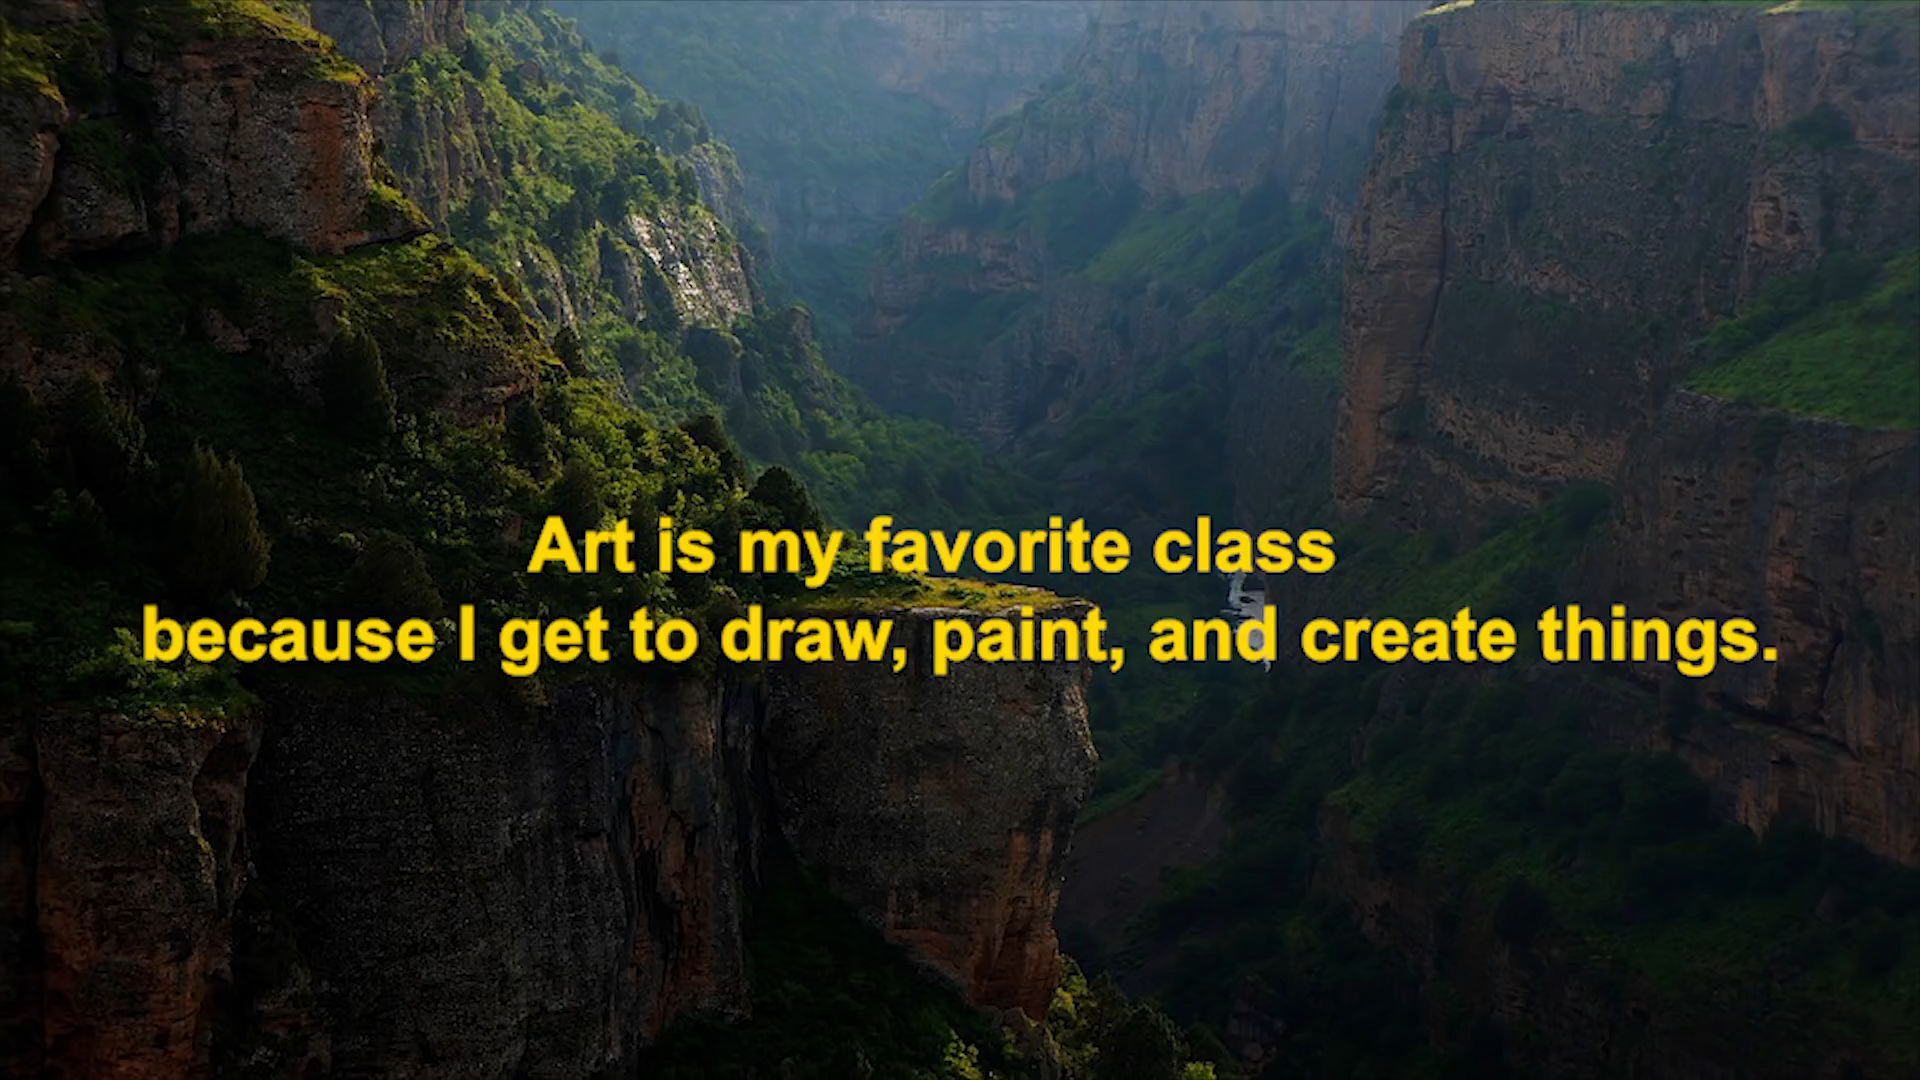 Art is my favorite class
because I get to draw, paint, and create things.